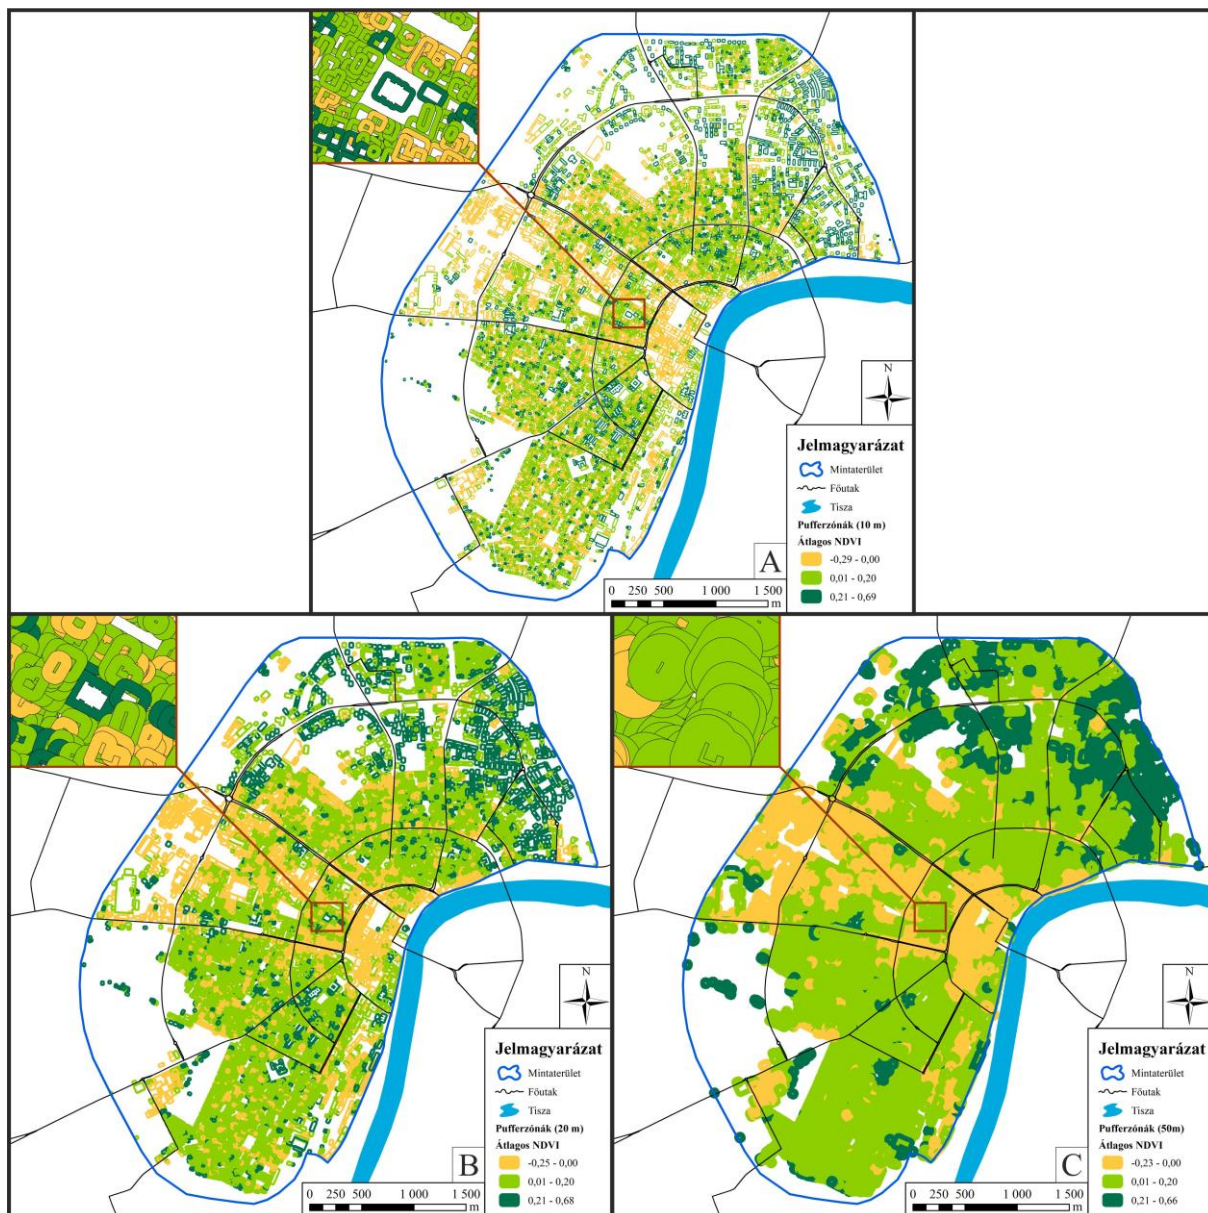 N
Jelmagyarázat
Mintaterület
Főutak
Tisza
Pufferzónák (10 m)
Átlagos NDVI
-0,29 - 0,00
0,01 - 0,20
0,21 - 0,69
A
0 250 500 1 000 1 500
m
N
Jelmagyarázat
Mintaterület
Főutak
Tisza
Pufferzónák (20 m)
Átlagos NDVI
-0,25 - 0,00
0,01 - 0,20
0,21 - 0,68
B
0 250 500 1 000 1 500
m
N
Jelmagyarázat
Mintaterület
Főutak
Tisza
Pufferzónák (50m)
Átlagos NDVI
-0,23 - 0,00
0,01 - 0,20
0,21 - 0,66
C
0 250 500 1 000 1 500
m